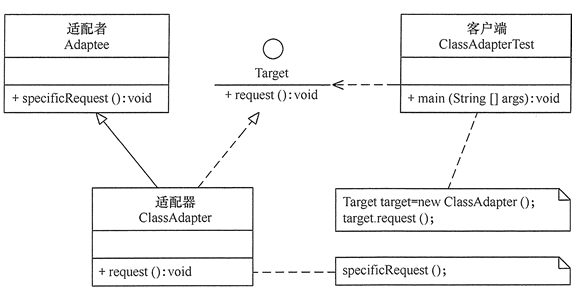 适配者
Adaptee
+ specificRequest ():void
Target
+ request ():void
客户端
ClassAdapterTest
+ main (String [] args):void
适配器
ClassAdapter
+ request ():void
Target target=new ClassAdapter ();
target.request ();
specificRequest ();